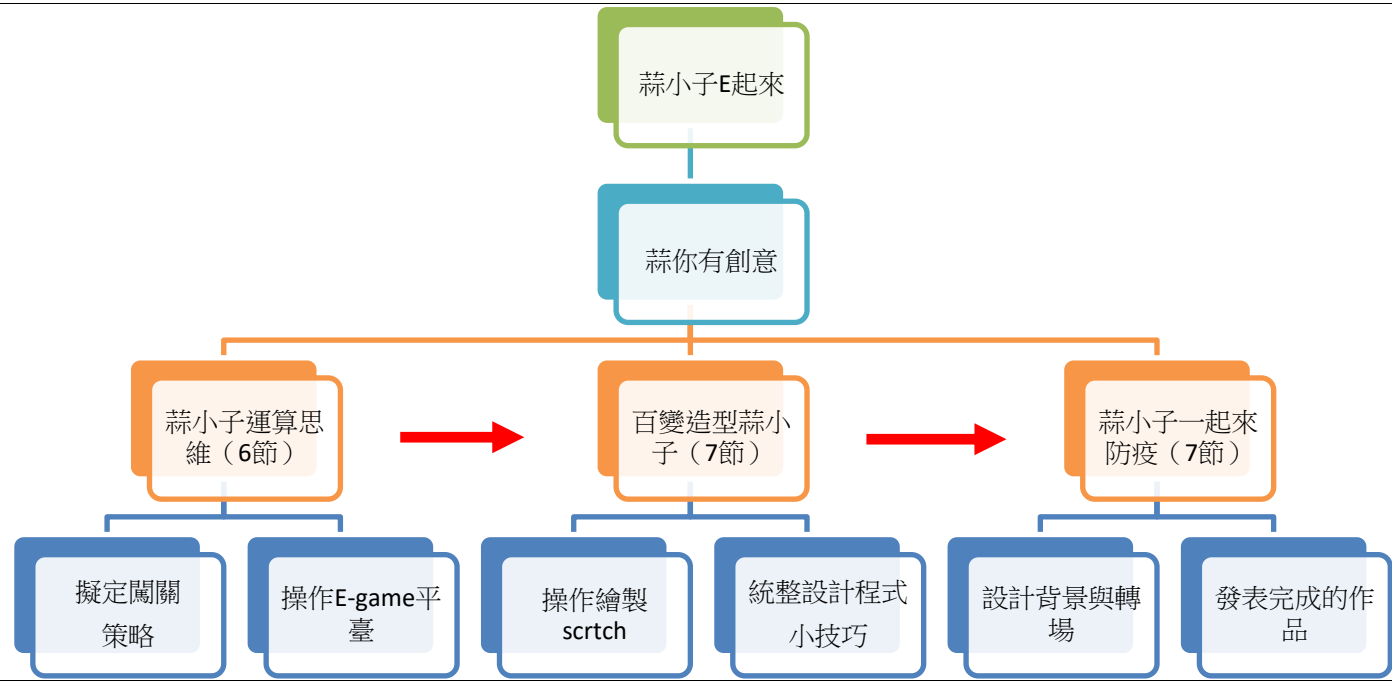 蒜小子E起來
蒜你有創意
蒜小子運算思
維（6節）
百變造型蒜小
子（7節）
蒜小子一起來
防疫（7節）
擬定闖關
策略
操作E-game平
臺
操作繪製
scrtch
統整設計程式
小技巧
設計背景與轉
場
發表完成的作
品